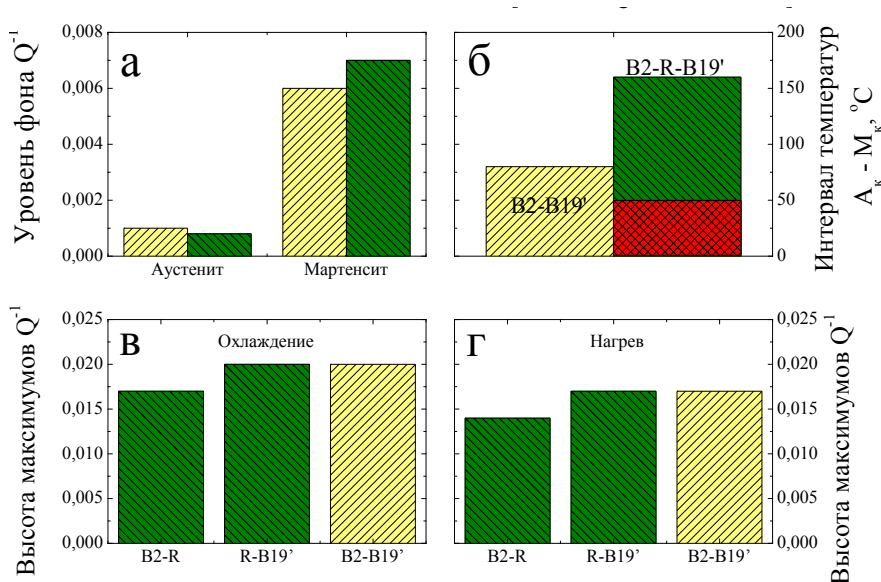 Уровень фона Q-1
0,008
0,006
0,004
0,002
0,000
а
Аустенит
Мартенсит
б
B2-B19'
B2-R-B19'
200
150
100
50
0
Интервал температур
Aк - Mк, °C
Высота максимумов Q-1
0,025
0,020
0,015
0,010
0,005
0,000
в
Охлаждение
B2-R
R-B19’
B2-B19’
г
Нагрев
B2-R
R-B19’
B2-B19’
0,025
0,020
0,015
0,010
0,005
0,000
Высота максимумов Q-1